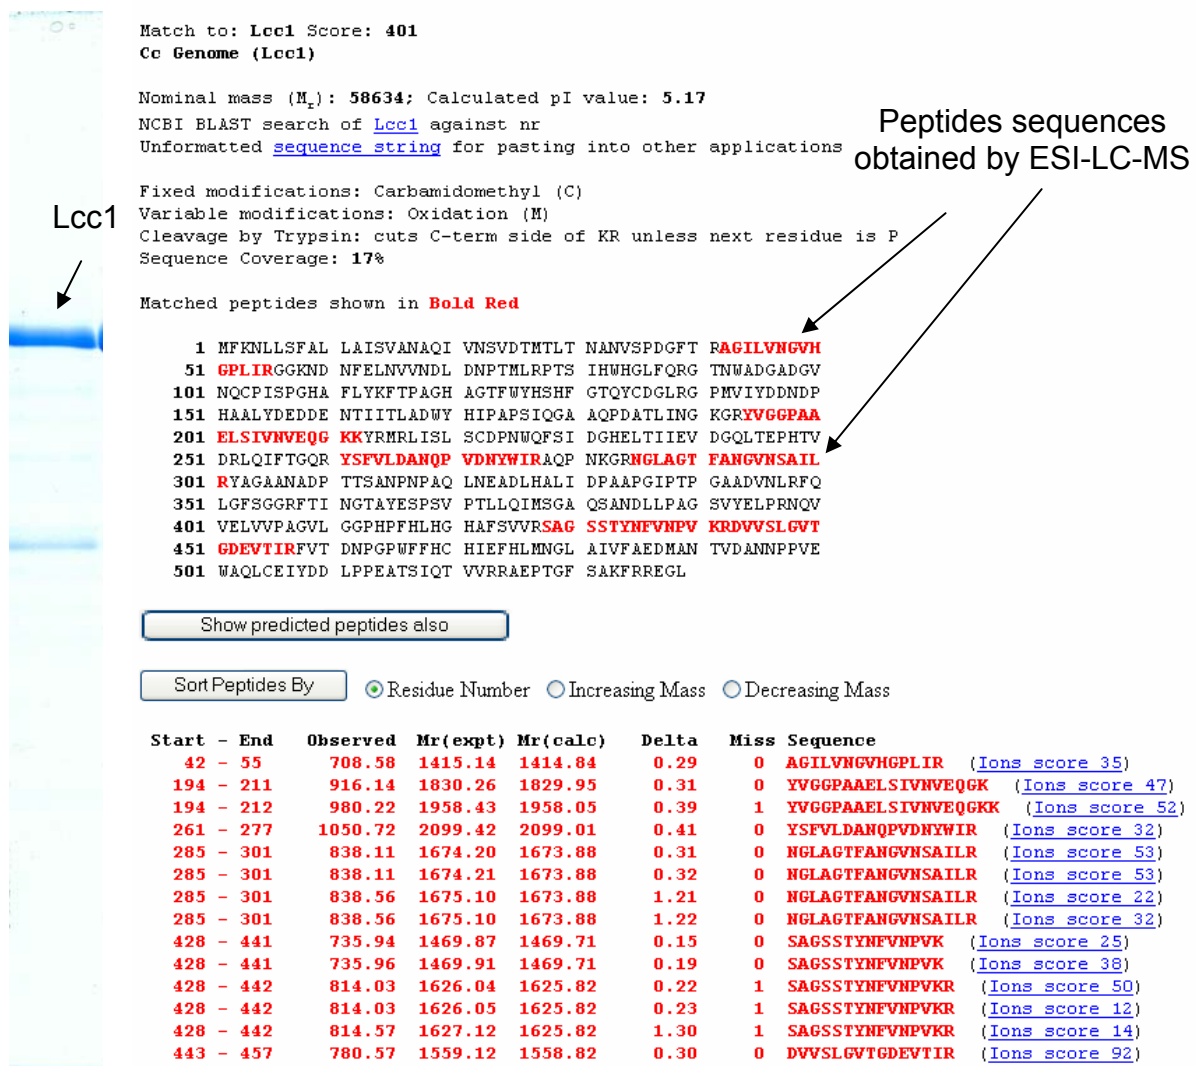 Match to: Lcc1 Score: 401
Cc Genome (Lcc1)
Nominal mass (Mr): 58634; Calculated pI value: 5.17
NCBI BLAST search of Lcc1 against nr
Unformatted sequence string for pasting into other applications
Peptides sequences
obtained by ESI-LC-MS
Fixed modifications: Carbamidomethyl (C)
Variable modifications: Oxidation (M)
Cleavage by Trypsin: cuts C-term side of KR unless next residue is P
Sequence Coverage: 17%
Lcc1
Matched peptides shown in Bold Red
1 MFKNLLSFAL LAISVANAQI VNSVDTMTLT NANVSPDGFT RAGILVNGVH
51 GPLIRGGKND NFELNVVNDL DNPTMLRPTS IHWHGLFQRG TNWADGADGV
101 NQCPISPGHA FLYKFTPAGH AGTFWYHSHF GTQYCDGLRG PMVIYDDNDP
151 HAALYDEDDE NTIITLADWY HIPAPSIQGA AQPDATLING KGRYVGGPAA
201 ELSIVNVEQG KKYRMRLISL SCDPNWQFSI DGHELTIIEV DGQLTEPHTV
251 DRLQIFTGQR YSFVLDANQP VDNYWIRAQP NKGRNGLAGT FANGVNSAIL
301 RYAGAANADP TTSANPNPAQ LNEADLHALI DPAAPGIPTP GAADVNLRFQ
351 LGFSGGRFTI NGTAYESPSV PTLLQIMSGA QSANDLLPAG SVYELPRNQV
401 VELVVPAGVL GGPHPFHLHG HAFSVVRSAG SSTYNFVNPV KRDVVSLGVT
451 GDEVTIRFVT DNPGPWFFHC HIEFHLMNGL AIVFAEDMAN TVDANNPPVE
501 WAQLCEIYDD LPPEATSIQT VVRRAEPTGF SAKFRREGL
Show predicted peptides also
Sort Peptides By Residue Number Increasing Mass Decreasing Mass
Start - End Observed Mr(expt) Mr(calc) Delta Miss Sequence
42 - 55 708.58 1415.14 1414.84 0.29 0 AGILVNGVHGPLIR (Ions score 35)
194 - 211 916.14 1830.26 1829.95 0.31 0 YVGGPAAELSIVNVEQGK (Ions score 47)
194 - 212 980.22 1958.43 1958.05 0.39 1 YVGGPAAELSIVNVEQGKK (Ions score 52)
261 - 277 1050.72 2099.42 2099.01 0.41 0 YSFVLDANQPVDNYWIR (Ions score 32)
285 - 301 838.11 1674.20 1673.88 0.31 0 NGLAGTFANGVNSAILR (Ions score 53)
285 - 301 838.11 1674.21 1673.88 0.32 0 NGLAGTFANGVNSAILR (Ions score 53)
285 - 301 838.56 1675.10 1673.88 1.21 0 NGLAGTFANGVNSAILR (Ions score 22)
285 - 301 838.56 1675.10 1673.88 1.22 0 NGLAGTFANGVNSAILR (Ions score 32)
428 - 441 735.94 1469.87 1469.71 0.15 0 SAGSSTYNFVNPVK (Ions score 25)
428 - 441 735.96 1469.91 1469.71 0.19 0 SAGSSTYNFVNPVK (Ions score 38)
428 - 442 814.03 1626.04 1625.82 0.22 1 SAGSSTYNFVNPVKR (Ions score 50)
428 - 442 814.03 1626.05 1625.82 0.23 1 SAGSSTYNFVNPVKR (Ions score 12)
428 - 442 814.57 1627.12 1625.82 1.30 1 SAGSSTYNFVNPVKR (Ions score 14)
443 - 457 780.57 1559.12 1558.82 0.30 0 DVVSLGVTGDEVTIR (Ions score 92)